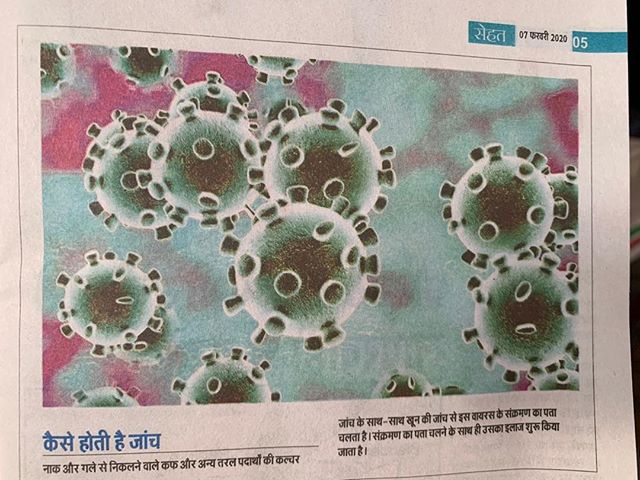 सेहत 07 फरवरी 2020 05
कैसे होती है जांच
नाक और गले से निकलने वाले कफ और अन्य तरल पदार्थों की कल्चर
जांच के साथ-साथ खून की जांच से इस वायरस के संक्रमण का पता
चलता है। संक्रमण का पता चलने के साथ ही उसका इलाज शुरू किया
जाता है।